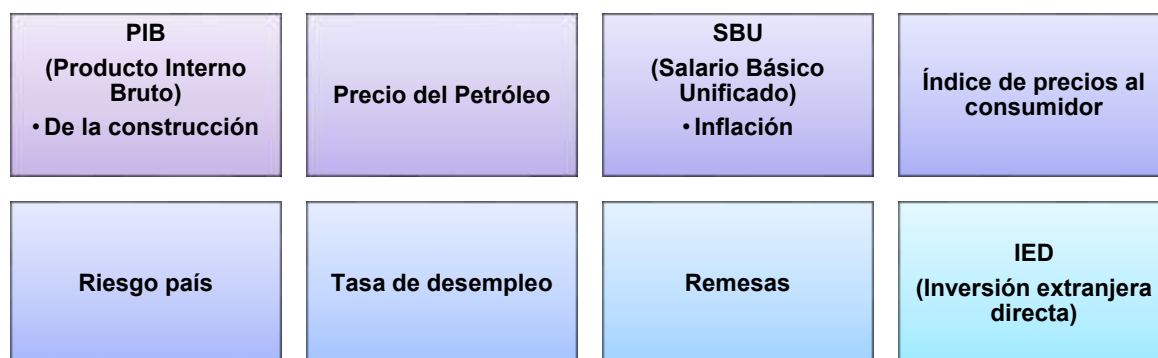 PIB
(Producto Interno
Bruto)
• De la construcción
Precio del Petróleo
SBU
(Salario Básico
Unificado)
• Inflación
Índice de precios al
consumidor
Riesgo país
Tasa de desempleo
Remesas
IED
(Inversión extranjera
directa)